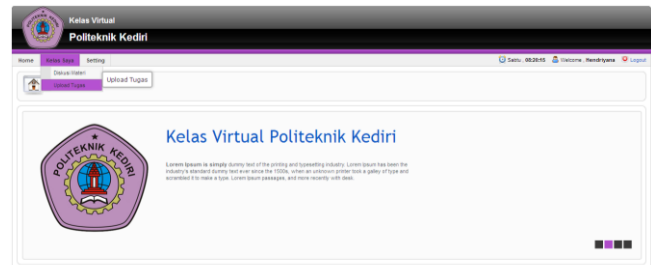 Kelas Virtual
Politeknik Kediri
Home Kelas Saya Setting
Sabtu , 08:20:15 Welcome , Hendriyana Logout
Diskusi Materi
Upload Tugas
Upload Tugas
POLITEKNIK KEDIRI
Kelas Virtual Politeknik Kediri
Lorem Ipsum is simply dummy text of the printing and typesetting industry. Lorem Ipsum has been the
industry's standard dummy text ever since the 1500s, when an unknown printer took a galley of type and
scrambled it to make a type. Lorem Ipsum passages, and more recently with desk.